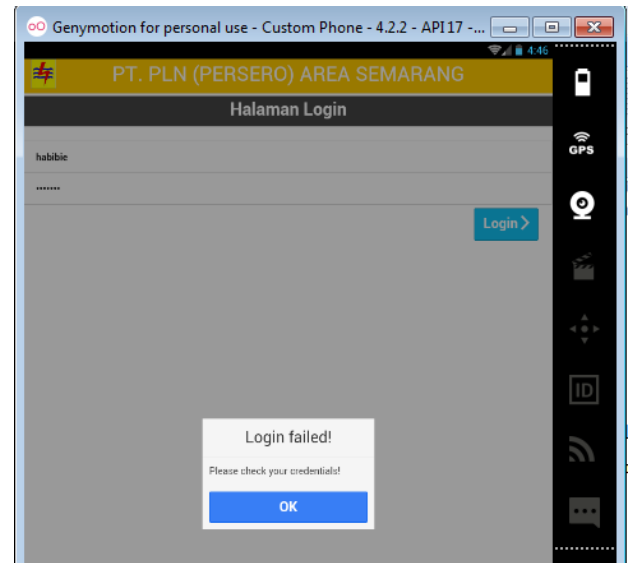 Genymotion for personal use - Custom Phone - 4.2.2 - API 17 -...
4:46
PT. PLN (PERSERO) AREA SEMARANG
Halaman Login
GPS
habibie
.......
Login
ID
Login failed!
Please check your credentials!
OK